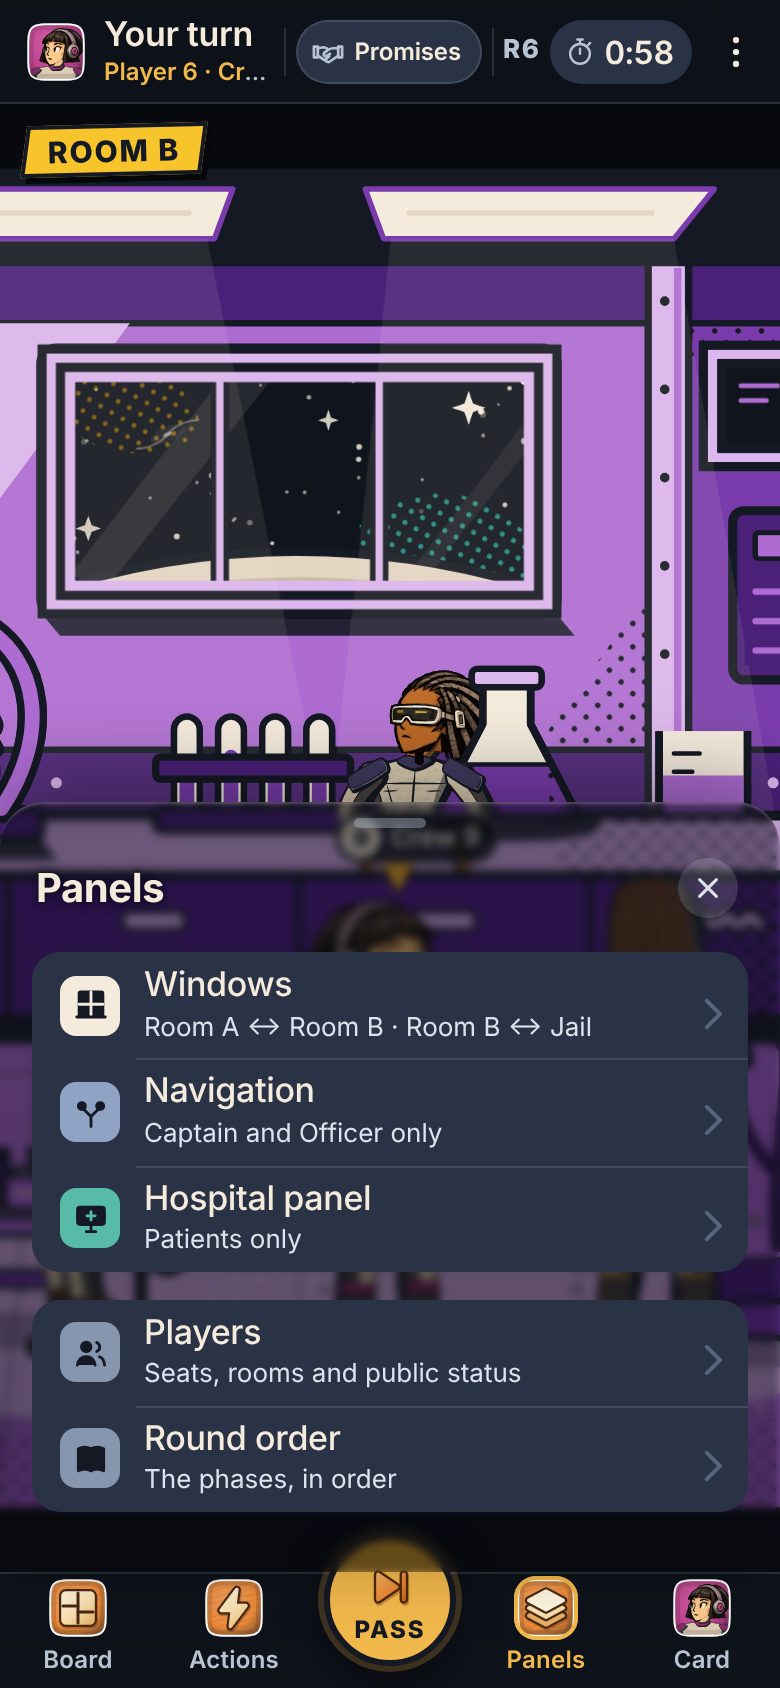 Your turn
Player 6 · Cr...
Promises
R6
0:58
ROOM B
Panels
Windows
Room A ↔ Room B · Room B ↔ Jail
Navigation
Captain and Officer only
Hospital panel
Patients only
Players
Seats, rooms and public status
Round order
The phases, in order
Board
Actions
PASS
Panels
Card